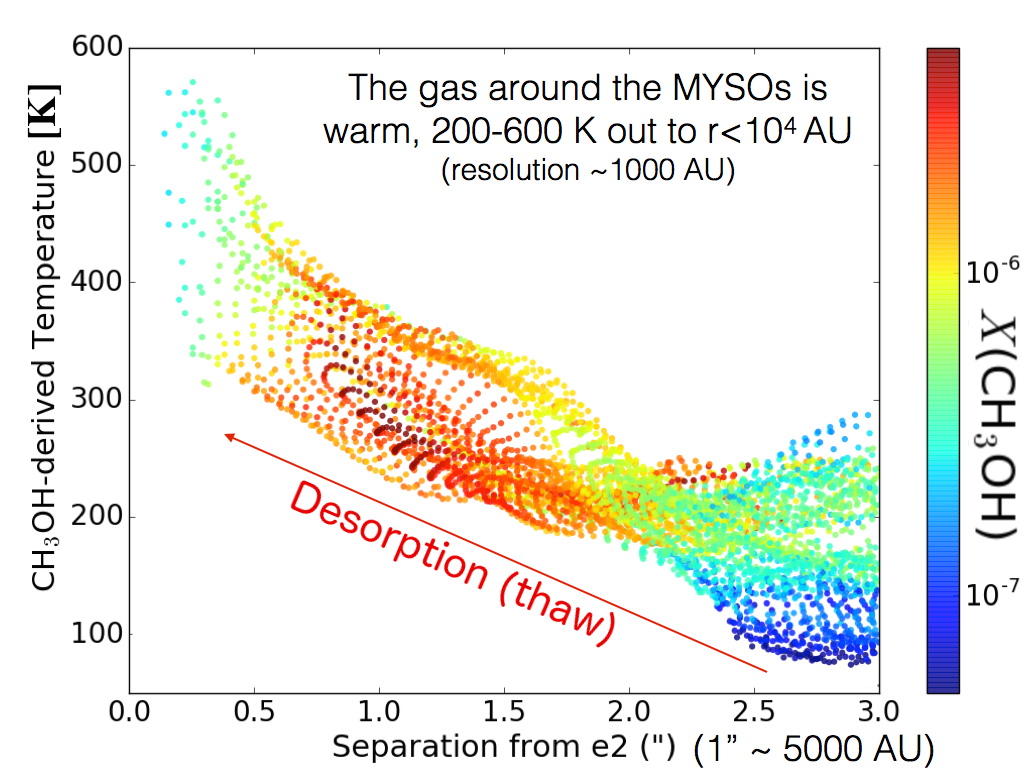 The gas around the MYSOs is
warm, 200-600 K out to r<10⁴ AU
(resolution ~1000 AU)
CH₃OH-derived Temperature [K]
600
500
400
300
200
100
Desorption (thaw)
0.0 0.5 1.0 1.5 2.0 2.5 3.0
Separation from e2 (") (1” ~ 5000 AU)
10⁻⁶
10⁻⁷
X(CH₃OH)